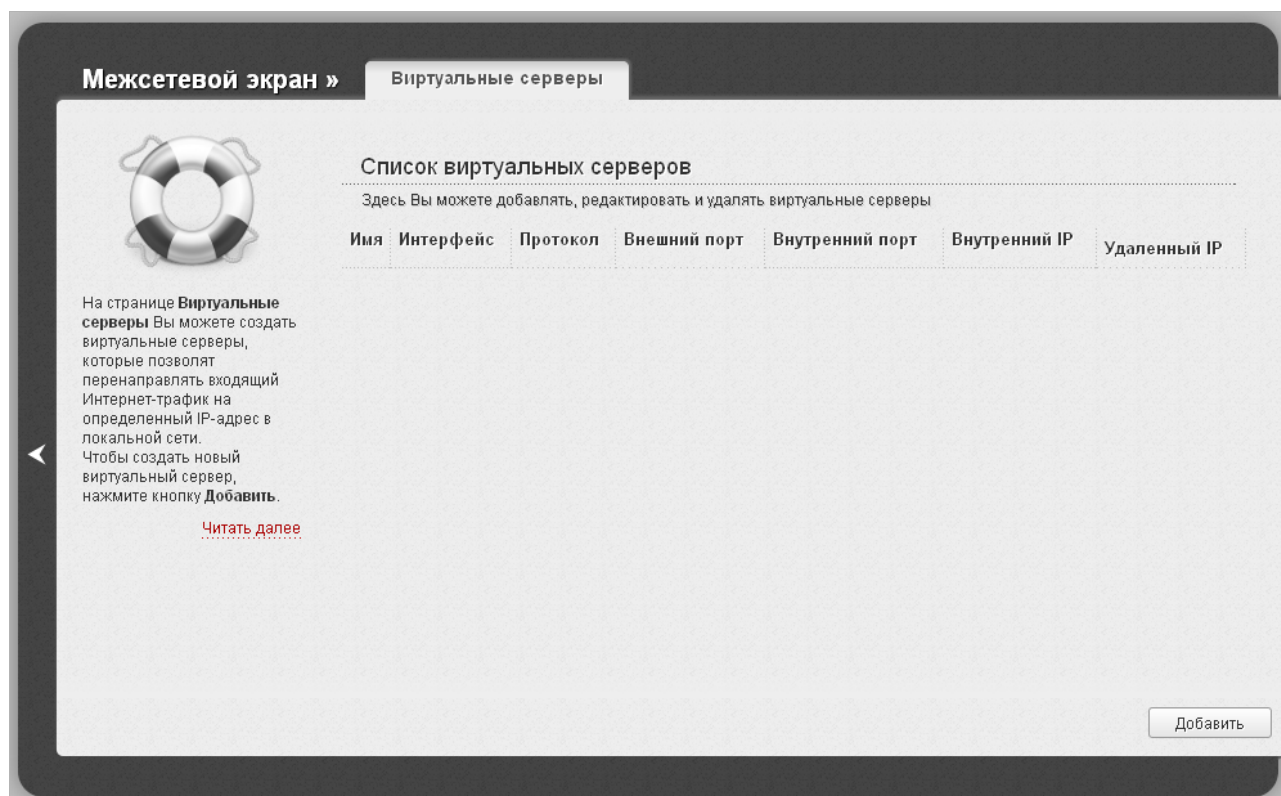 Межсетевой экран »
Виртуальные серверы
Список виртуальных серверов
Здесь Вы можете добавлять, редактировать и удалять виртуальные серверы
Имя Интерфейс Протокол Внешний порт Внутренний порт Внутренний IP Удаленный IP
На странице Виртуальные
серверы Вы можете создать
виртуальные серверы,
которые позволят
перенаправлять входящий
Интернет-трафик на
определенный IP-адрес в
локальной сети.
Чтобы создать новый
виртуальный сервер,
нажмите кнопку Добавить.
Читать далее
Добавить